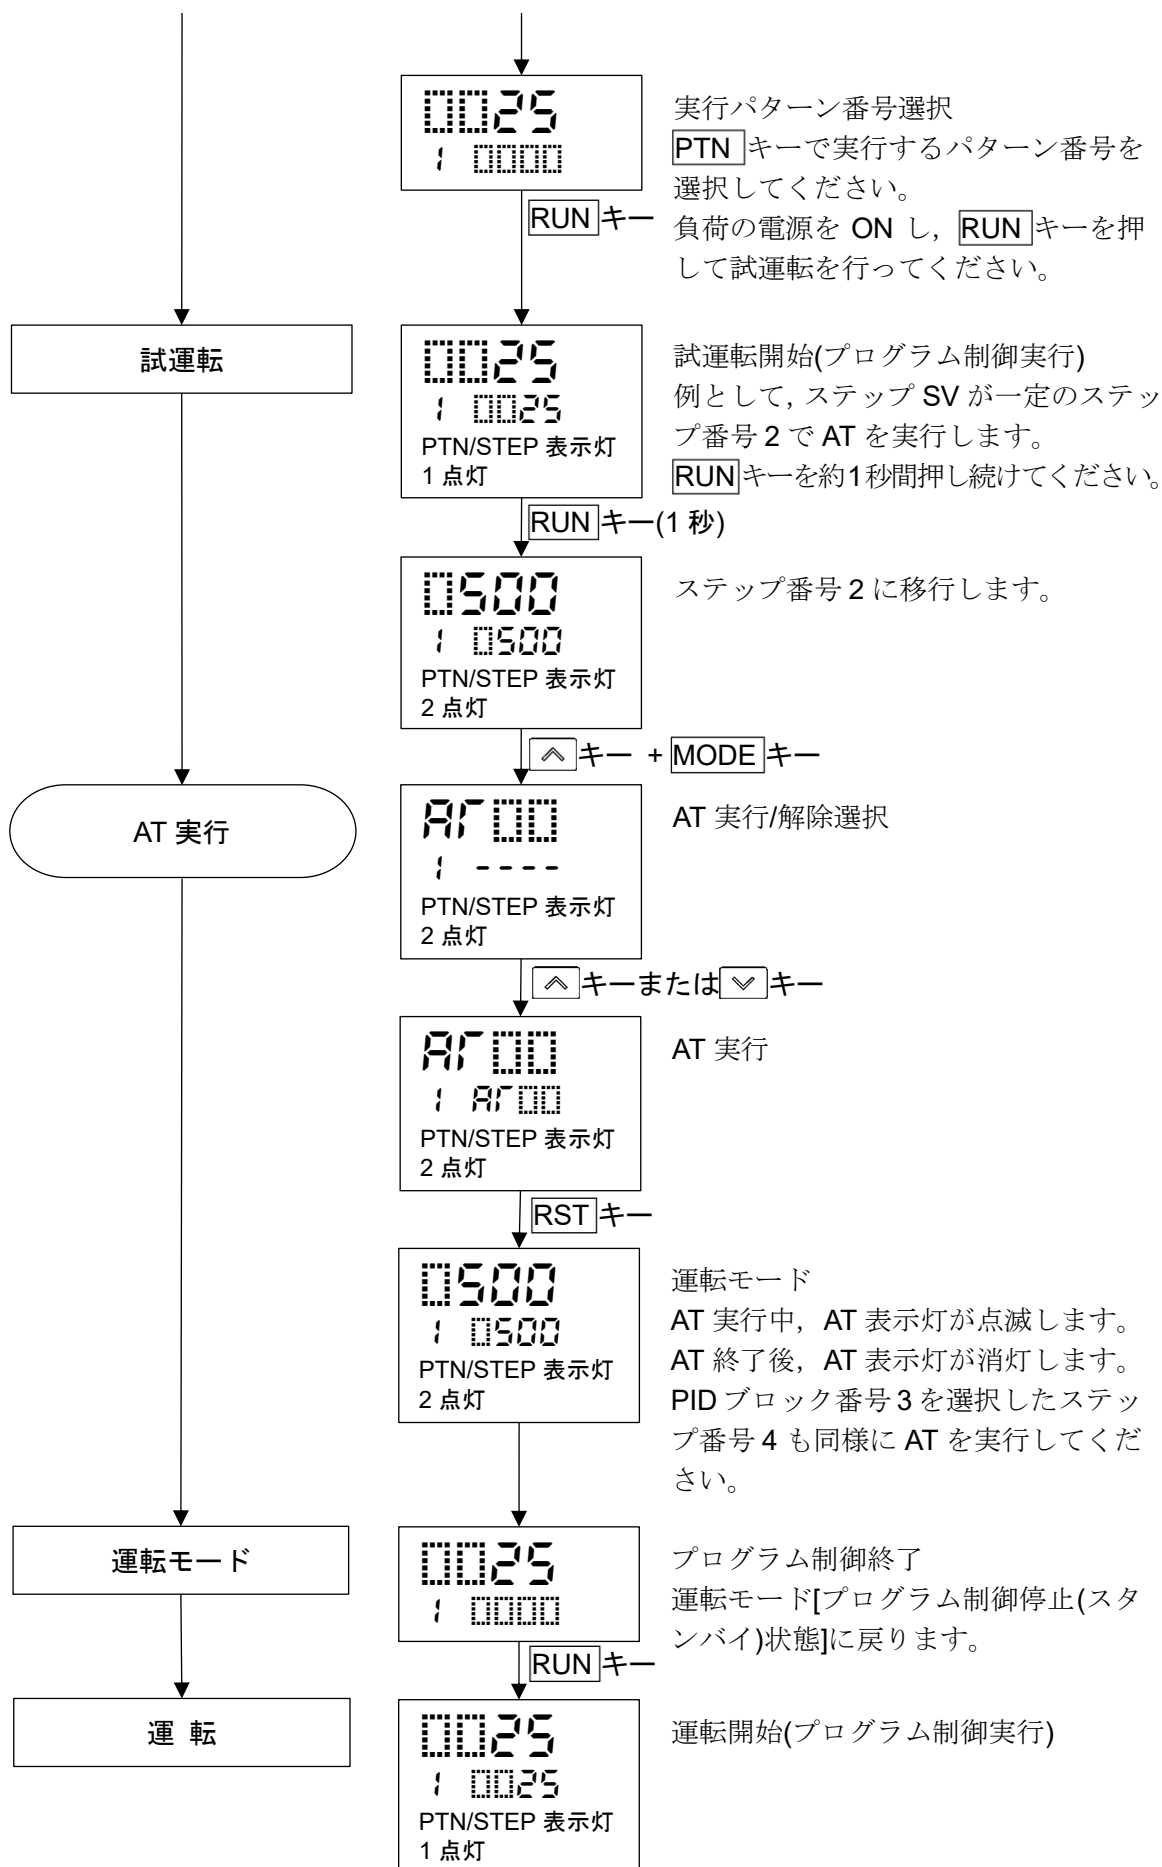 □□25
1 □□□□
実行パターン番号選択
PTN キーで実行するパターン番号を
選択してください。
RUN キー
負荷の電源を ON し, RUN キーを押
して試運転を行ってください。
試運転
□□25
1 □□25
PTN/STEP 表示灯
1 点灯
試運転開始(プログラム制御実行)
例として, ステップ SV が一定のステッ
プ番号 2 で AT を実行します。
RUNキーを約1秒間押し続けてください。
RUN キー(1 秒)
□500
1 □500
PTN/STEP 表示灯
2 点灯
ステップ番号 2 に移行します。
キー + MODE キー
AT 実行
AT□□
1 ----
PTN/STEP 表示灯
2 点灯
AT 実行/解除選択
キーまたは キー
AT□□
1 AT□□
PTN/STEP 表示灯
2 点灯
AT 実行
RST キー
□500
1 □500
PTN/STEP 表示灯
2 点灯
運転モード
AT 実行中, AT 表示灯が点滅します。
AT 終了後, AT 表示灯が消灯します。
PID ブロック番号 3 を選択したステッ
プ番号 4 も同様に AT を実行してくだ
さい。
運転モード
□□25
1 □□□□
プログラム制御終了
運転モード[プログラム制御停止(スタ
ンバイ)状態]に戻ります。
RUN キー
運 転
□□25
1 □□25
PTN/STEP 表示灯
1 点灯
運転開始(プログラム制御実行)